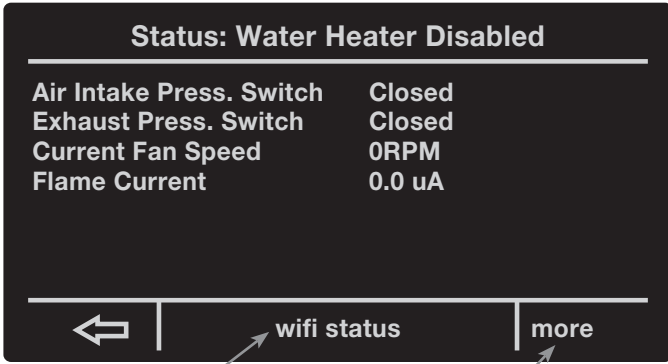 Status: Water Heater Disabled
Air Intake Press. Switch Closed
Exhaust Press. Switch Closed
Current Fan Speed 0RPM
Flame Current 0.0 uA
wifi status more